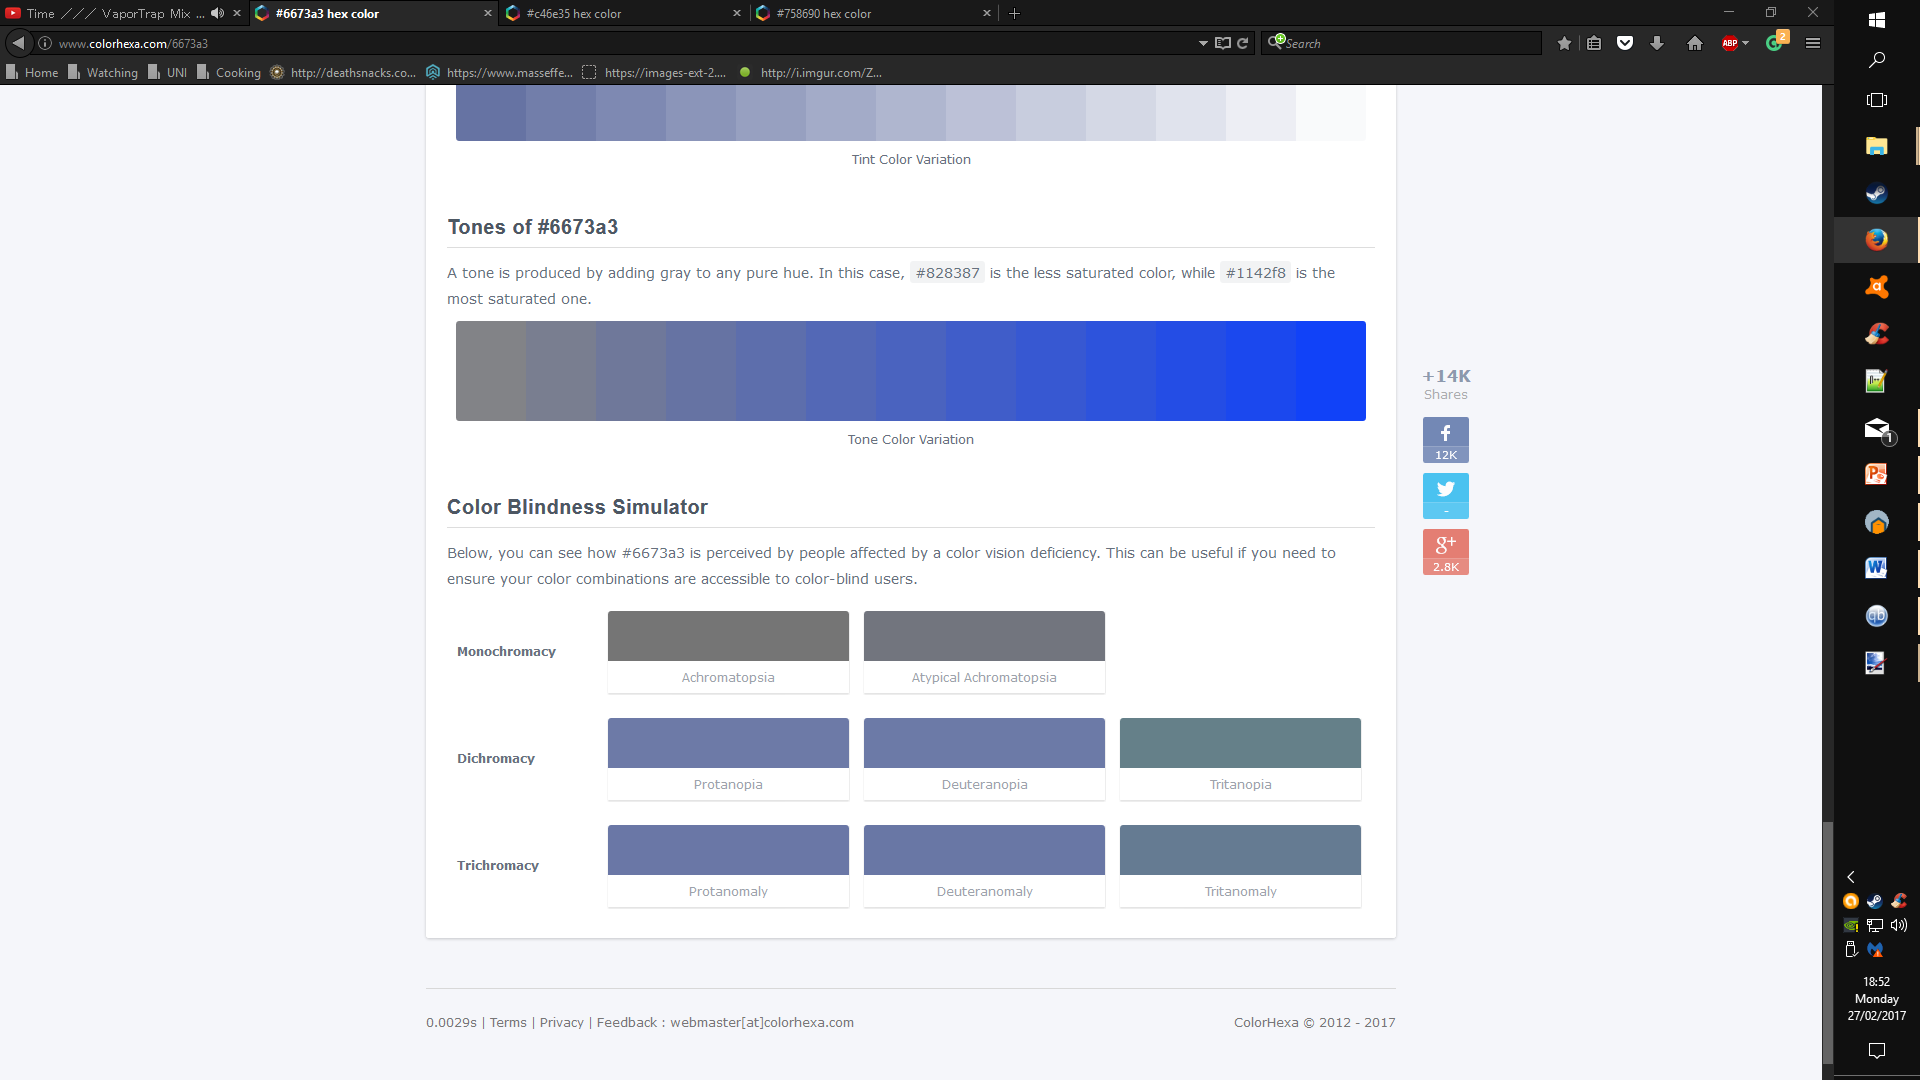 Time ／／／ VaporTrap Mix ...
#6673a3 hex color
#c46e35 hex color
#758690 hex color
www.colorhexa.com/6673a3
Search
ABP
2
Home
Watching
UNI
Cooking
http://deathsnacks.co...
https://www.masseffe...
https://images-ext-2....
http://i.imgur.com/Z...
Tint Color Variation
Tones of #6673a3
A tone is produced by adding gray to any pure hue. In this case, #828387 is the less saturated color, while #1142f8 is the
most saturated one.
Tone Color Variation
Color Blindness Simulator
Below, you can see how #6673a3 is perceived by people affected by a color vision deficiency. This can be useful if you need to
ensure your color combinations are accessible to color-blind users.
Monochromacy
Achromatopsia
Atypical Achromatopsia
Dichromacy
Protanopia
Deuteranopia
Tritanopia
Trichromacy
Protanomaly
Deuteranomaly
Tritanomaly
+14K
Shares
12K
-
g+
2.8K
0.0029s | Terms | Privacy | Feedback : webmaster[at]colorhexa.com
ColorHexa © 2012 - 2017
1
qb
18:52
Monday
27/02/2017